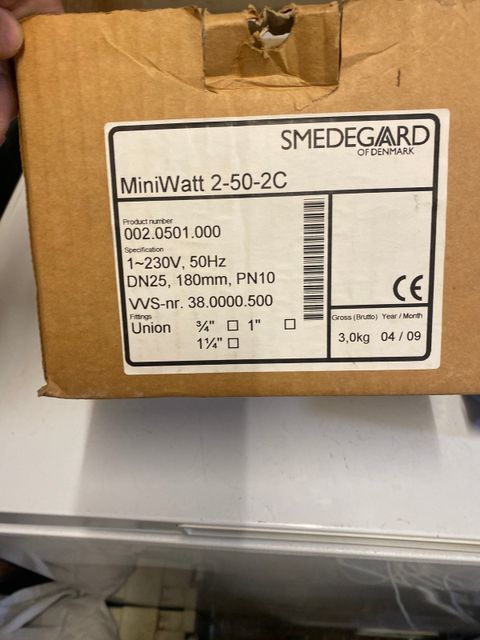 SMEDEGAARD
OF DENMARK
MiniWatt 2-50-2C
Product number
002.0501.000
Specification
1~230V, 50Hz
DN25, 180mm, PN10
VVS-nr. 38.0000.500
Fittings
Union ¾" ☐ 1" ☐
1¼" ☐
CE
Gross (Brutto) Year / Month
3,0kg 04 / 09